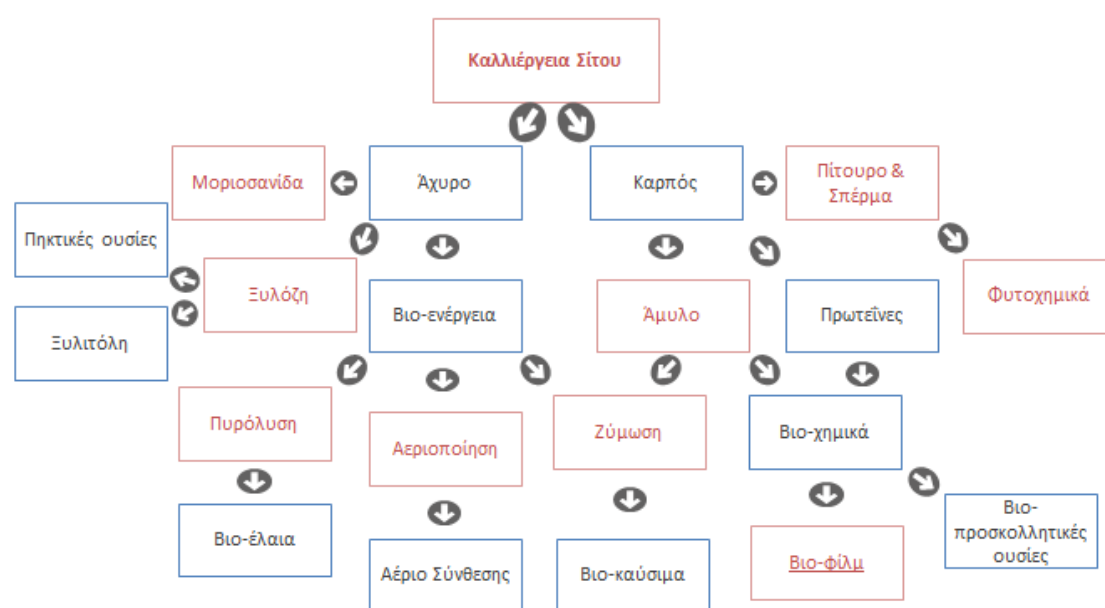 Καλλιέργεια Σίτου
Μοριοσανίδα
Άχυρο
Καρπός
Πίτουρο &
Σπέρμα
Πηκτικές ουσίες
Ξυλόζη
Βιο-ενέργεια
Άμυλο
Πρωτεΐνες
Φυτοχημικά
Ξυλιτόλη
Πυρόλυση
Αεριοποίηση
Ζύμωση
Βιο-χημικά
Βιο-έλαια
Αέριο Σύνθεσης
Βιο-καύσιμα
Βιο-φίλμ
Βιο-
προσκολλητικές
ουσίες